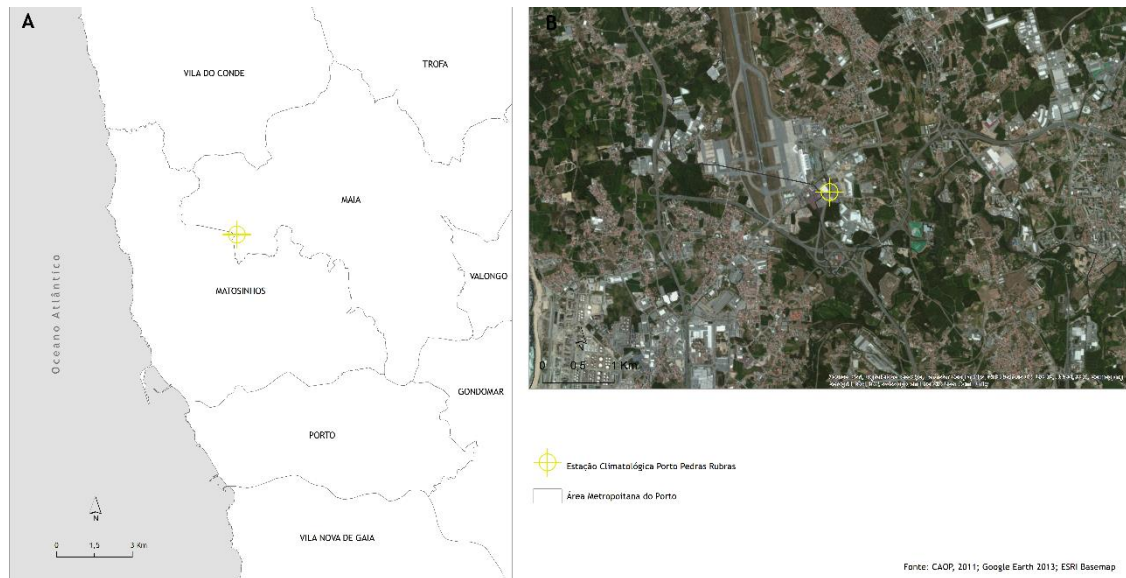 A
VILA DO CONDE
TROFA
MAIA
VALONGO
MATOSINHOS
GONDOMAR
PORTO
VILA NOVA DE GAIA
Oceano Atlântico
N
0 1,5 3 Km
B
0 0,5 1 Km
Estação Climatológica Porto Pedras Rubras
Área Metropoitana do Porto
Fonte: CAOP, 2011; Google Earth 2013; ESRI Basemap